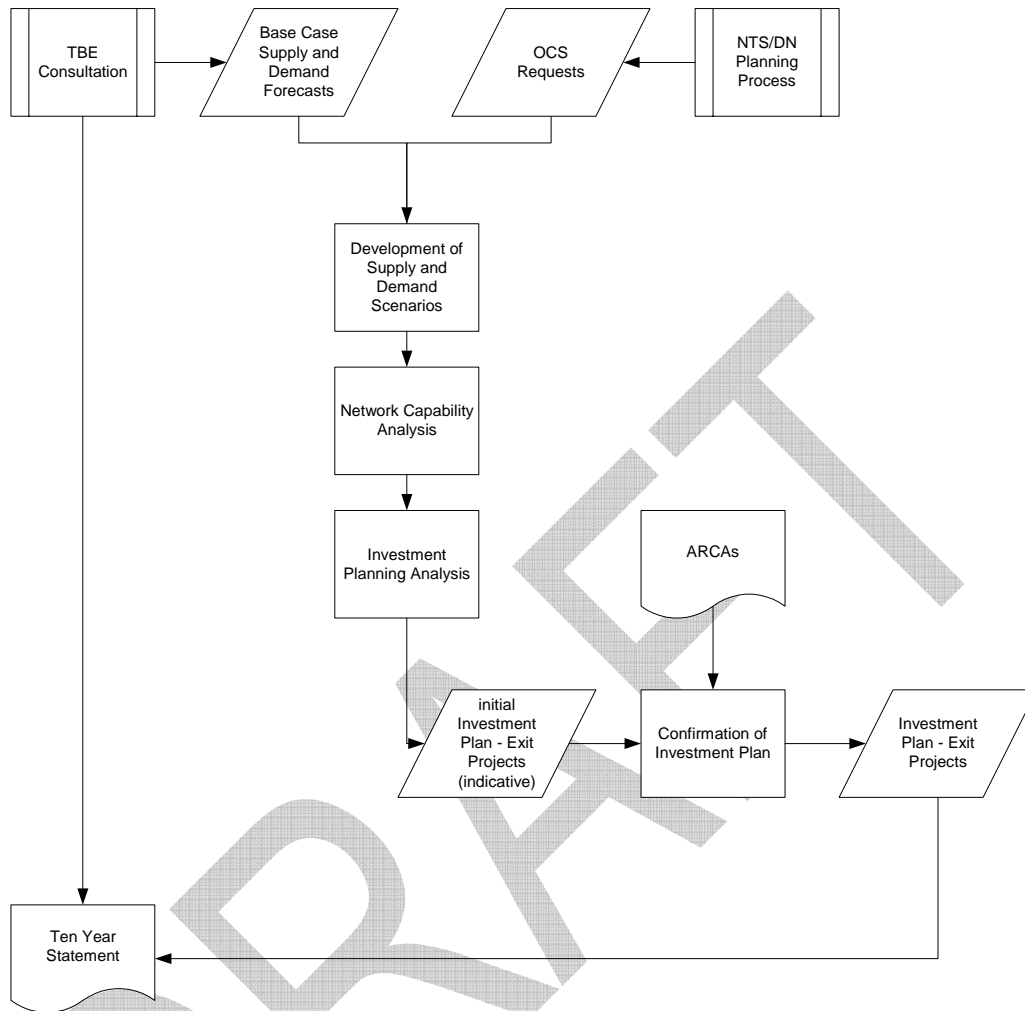 TBE
Consultation
Base Case
Supply and
Demand
Forecasts
OCS
Requests
NTS/DN
Planning
Process
Development of
Supply and
Demand
Scenarios
Network Capability
Analysis
Investment
Planning Analysis
ARCAs
initial
Investment
Plan - Exit
Projects
(indicative)
Confirmation of
Investment Plan
Investment
Plan - Exit
Projects
Ten Year
Statement
DRAFT